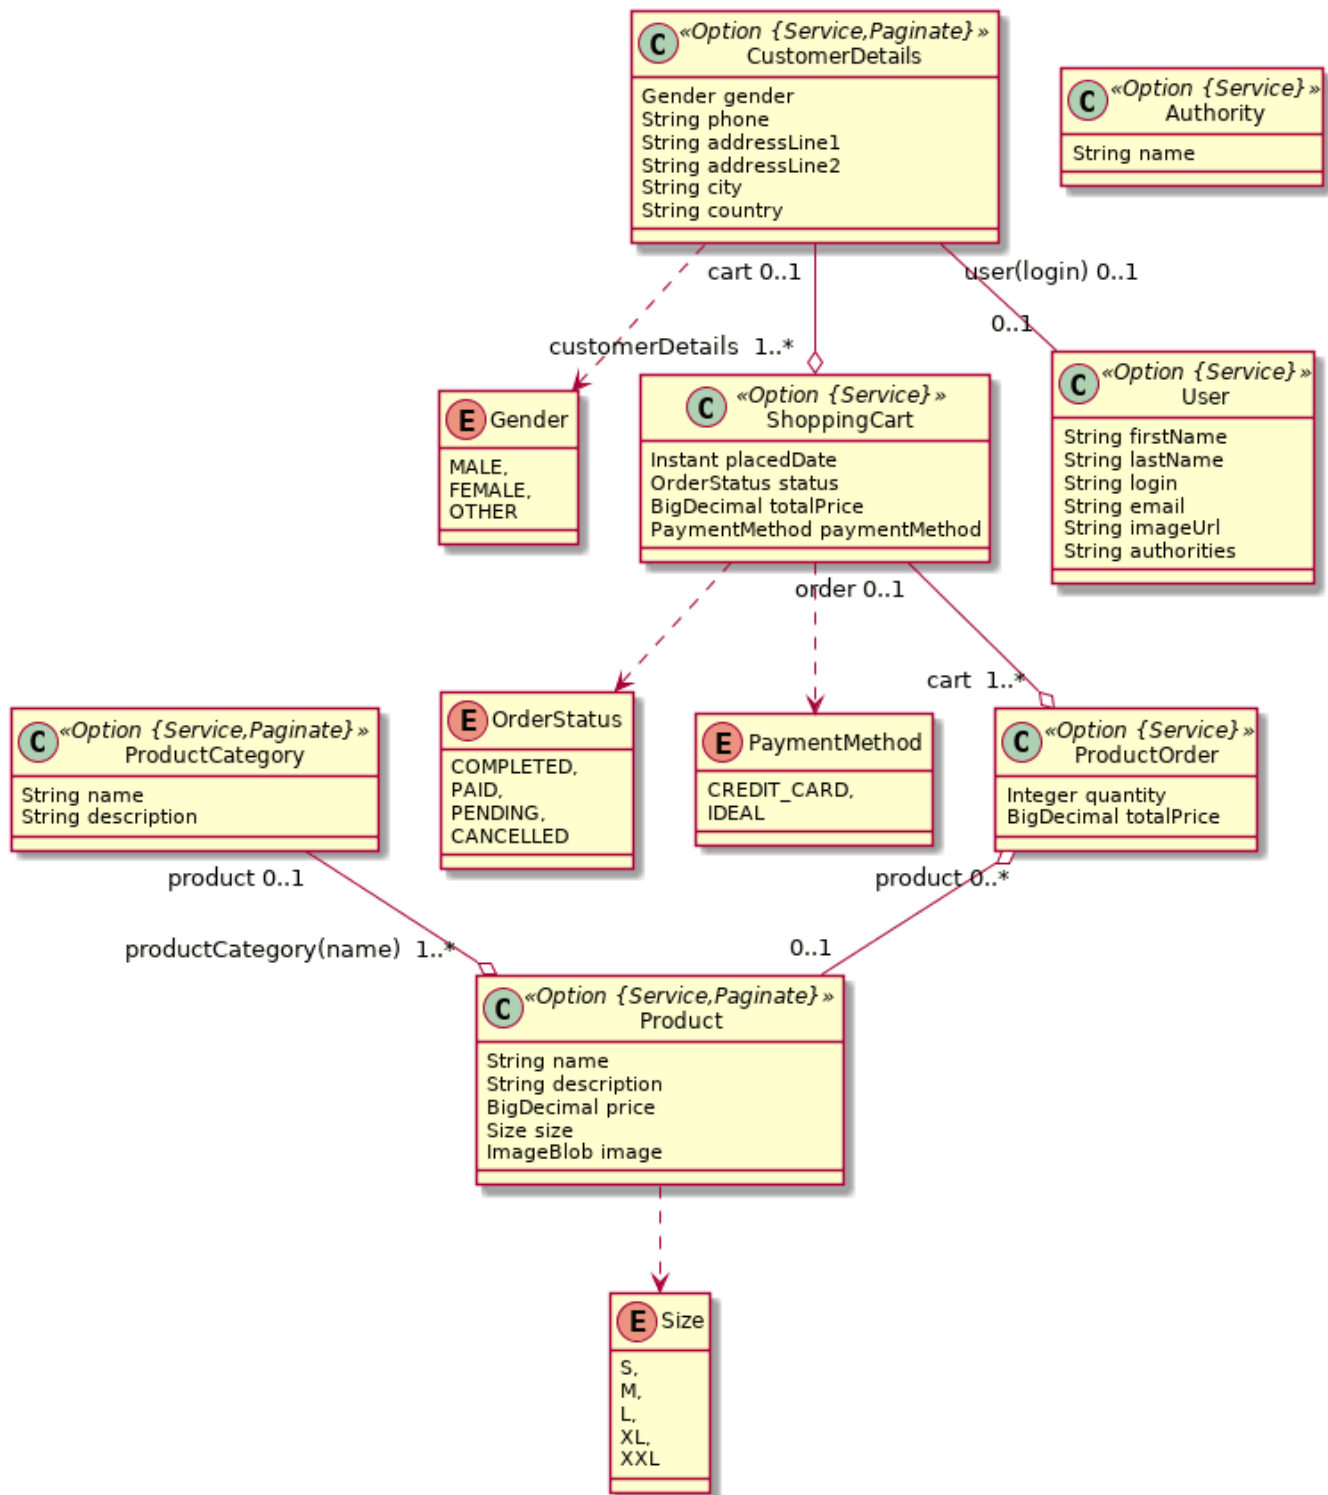 C «Option {Service,Paginate}»
CustomerDetails
Gender gender
String phone
String addressLine1
String addressLine2
String city
String country
C «Option {Service}»
Authority
String name
cart 0..1
user(login) 0..1
customerDetails 1..*
0..1
E Gender
MALE,
FEMALE,
OTHER
C «Option {Service}»
ShoppingCart
Instant placedDate
OrderStatus status
BigDecimal totalPrice
PaymentMethod paymentMethod
C «Option {Service}»
User
String firstName
String lastName
String login
String email
String imageUrl
String authorities
order 0..1
cart 1..*
C «Option {Service,Paginate}»
ProductCategory
String name
String description
E OrderStatus
COMPLETED,
PAID,
PENDING,
CANCELLED
E PaymentMethod
CREDIT_CARD,
IDEAL
C «Option {Service}»
ProductOrder
Integer quantity
BigDecimal totalPrice
product 0..1
product 0..*
productCategory(name) 1..*
0..1
C «Option {Service,Paginate}»
Product
String name
String description
BigDecimal price
Size size
ImageBlob image
E Size
S,
M,
L,
XL,
XXL